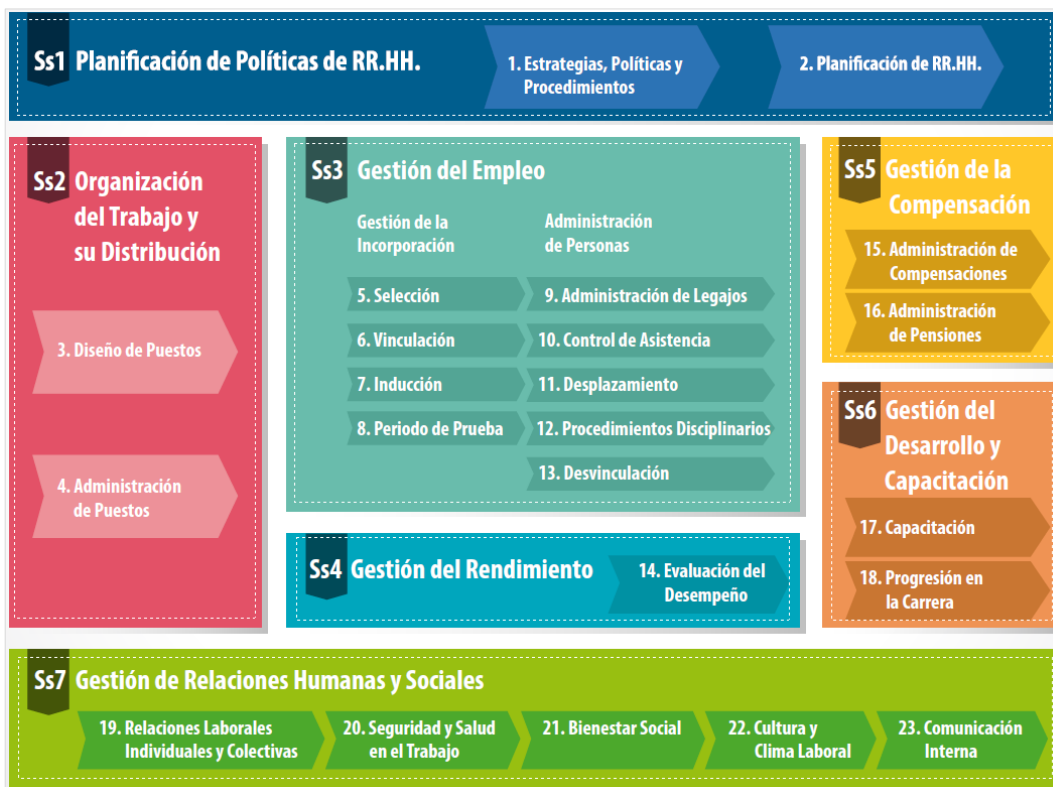 Ss1 Planificación de Políticas de RR.HH.
1. Estrategias, Políticas y
Procedimientos
2. Planificación de RR.HH.
Ss2 Organización
del Trabajo y
su Distribución
3. Diseño de Puestos
4. Administración
de Puestos
Ss3 Gestión del Empleo
Gestión de la
Incorporación
5. Selección
6. Vinculación
7. Inducción
8. Periodo de Prueba
Administración
de Personas
9. Administración de Legajos
10. Control de Asistencia
11. Desplazamiento
12. Procedimientos Disciplinarios
13. Desvinculación
Ss4 Gestión del Rendimiento
14. Evaluación del
Desempeño
Ss5 Gestión de la
Compensación
15. Administración de
Compensaciones
16. Administración
de Pensiones
Ss6 Gestión del
Desarrollo y
Capacitación
17. Capacitación
18. Progresión en
la Carrera
Ss7 Gestión de Relaciones Humanas y Sociales
19. Relaciones Laborales
Individuales y Colectivas
20. Seguridad y Salud
en el Trabajo
21. Bienestar Social
22. Cultura y
Clima Laboral
23. Comunicación
Interna